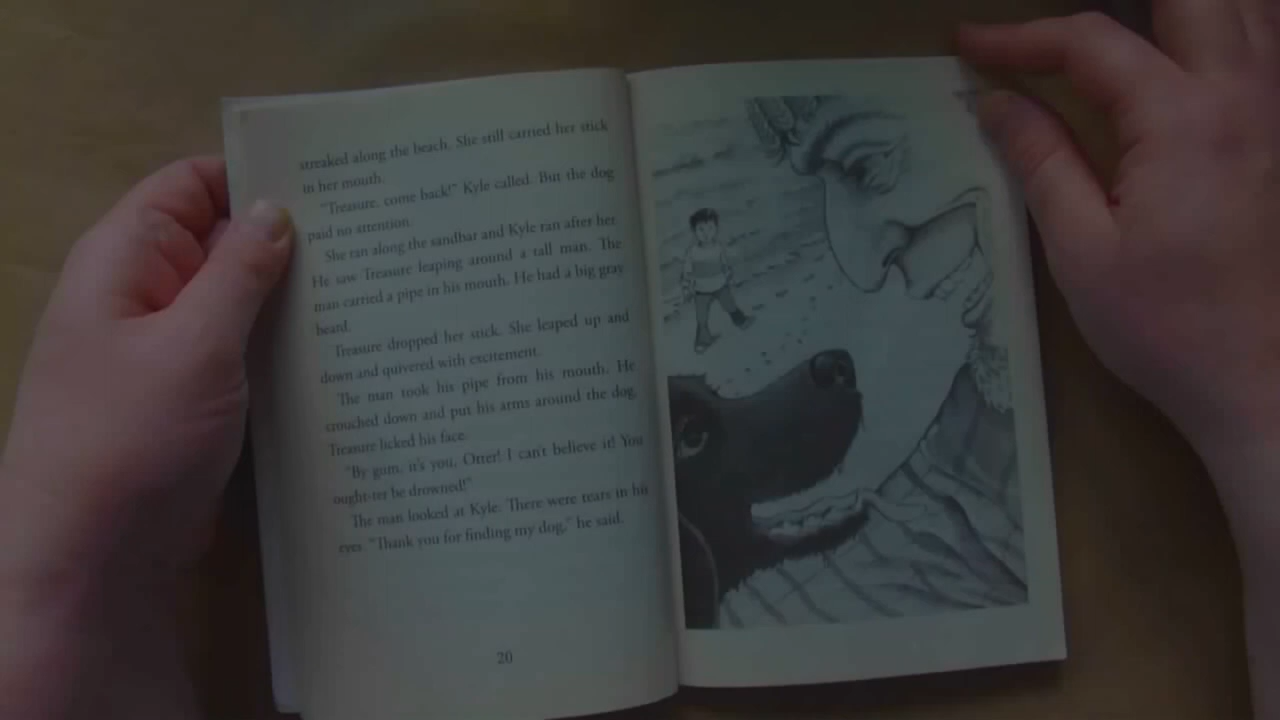 streaked along the beach. She still carried her stick
in her mouth.
"Treasure, come back!" Kyle called. But the dog
paid no attention.
She ran along the sandbar and Kyle ran after her.
He saw Treasure leaping around a tall man. The
man carried a pipe in his mouth. He had a big gray
beard.
Treasure dropped her stick. She leaped up and
down and quivered with excitement.
The man took his pipe from his mouth. He
crouched down and put his arms around the dog.
Treasure licked his face.
"By gum, it's you, Otter! I can't believe it! You
ought-ter be drowned!"
The man looked at Kyle. There were tears in his
eyes. "Thank you for finding my dog," he said.
20